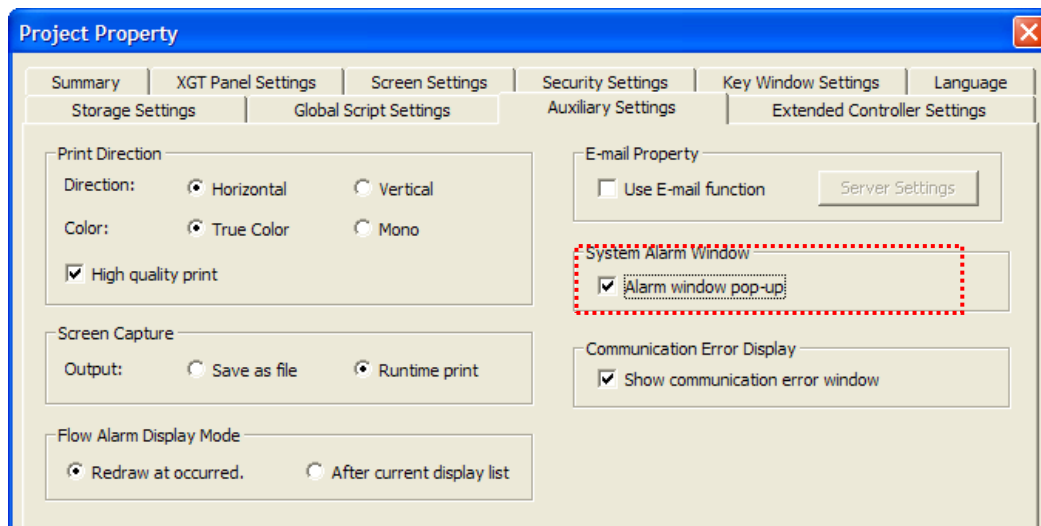 Project Property
Summary
XGT Panel Settings
Screen Settings
Security Settings
Key Window Settings
Language
Storage Settings
Global Script Settings
Auxiliary Settings
Extended Controller Settings
Print Direction
Direction:
Horizontal
Vertical
Color:
True Color
Mono
High quality print
Screen Capture
Output:
Save as file
Runtime print
Flow Alarm Display Mode
Redraw at occurred.
After current display list
E-mail Property
Use E-mail function
Server Settings
System Alarm Window
Alarm window pop-up
Communication Error Display
Show communication error window